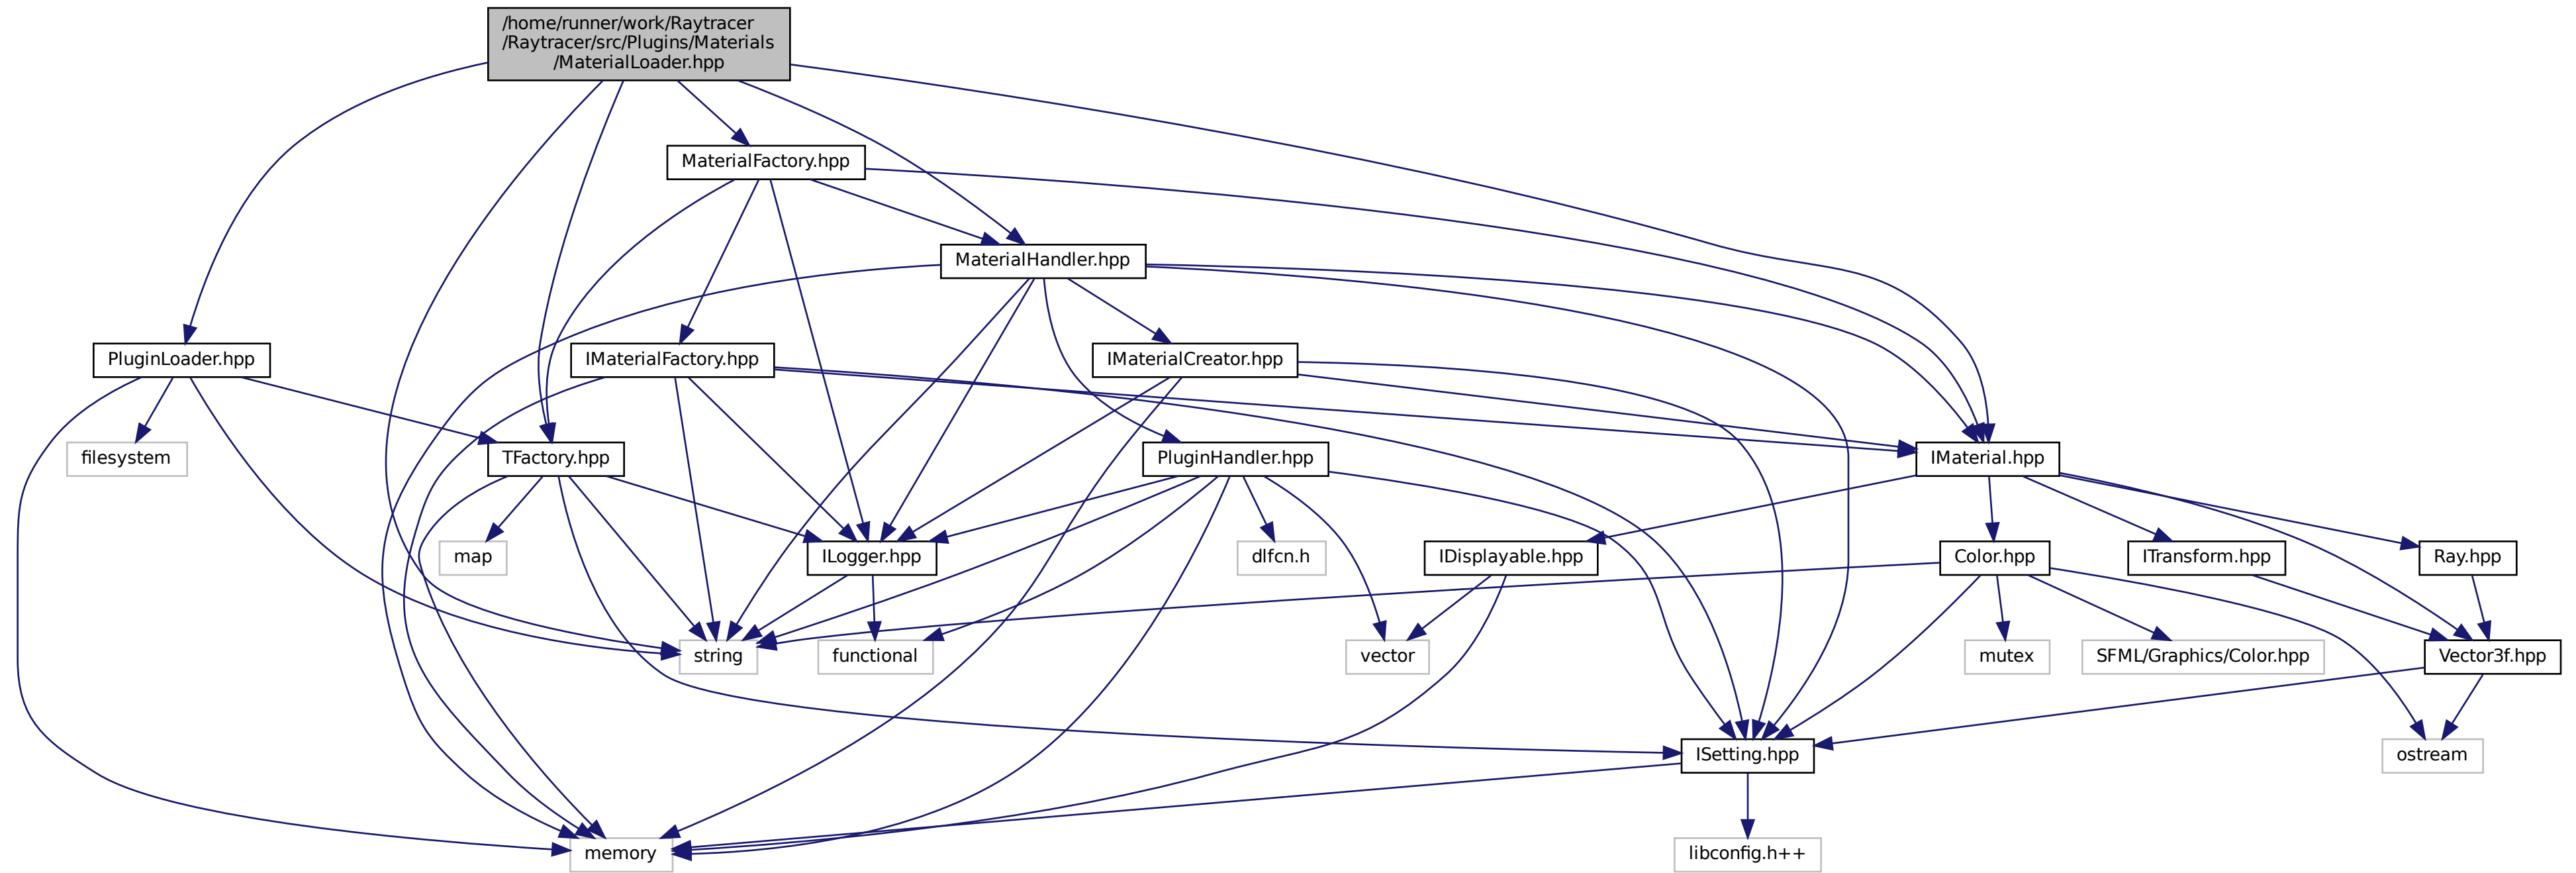 /home/runner/work/Raytracer
/Raytracer/src/Plugins/Materials
/MaterialLoader.hpp
MaterialFactory.hpp
MaterialHandler.hpp
PluginLoader.hpp
IMaterialFactory.hpp
IMaterialCreator.hpp
filesystem
TFactory.hpp
PluginHandler.hpp
IMaterial.hpp
map
ILogger.hpp
dlfcn.h
IDisplayable.hpp
Color.hpp
ITransform.hpp
Ray.hpp
string
functional
vector
mutex
SFML/Graphics/Color.hpp
Vector3f.hpp
ISetting.hpp
ostream
memory
libconfig.h++